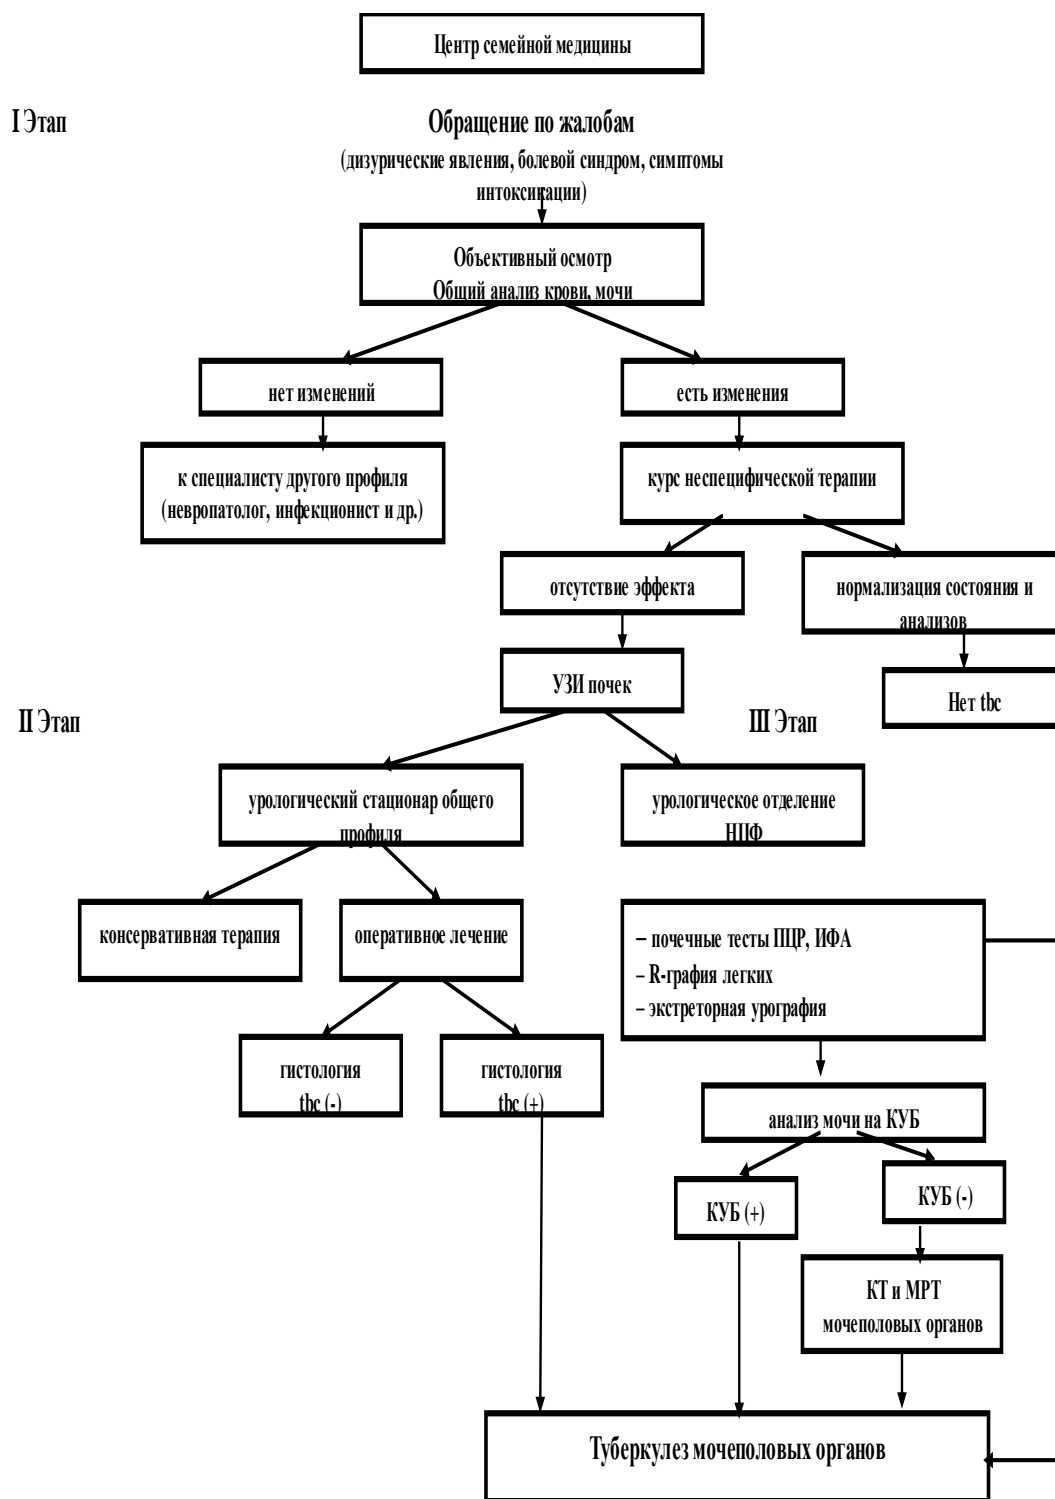 Центр семейной медицины
I Этап
Обращение по жалобам
(дизурические явления, болевой синдром, симптомы
интоксикации)
Объективный осмотр
Общий анализ крови, мочи
нет изменений
есть изменения
к специалисту другого профиля
(невропатолог, инфекционист и др.)
курс неспецифической терапии
отсутствие эффекта
нормализация состояния и
анализов
УЗИ почек
Нет tbc
II Этап
III Этап
урологический стационар общего
профиля
урологическое отделение
НЦФ
консервативная терапия
оперативное лечение
– почечные тесты ПЦР, ИФА
– R-графия легких
– экстреторная урография
гистология
tbc (-)
гистология
tbc (+)
анализ мочи на КУБ
КУБ (+)
КУБ (-)
КТ и МРТ
мочеполовых органов
Туберкулез мочеполовых органов